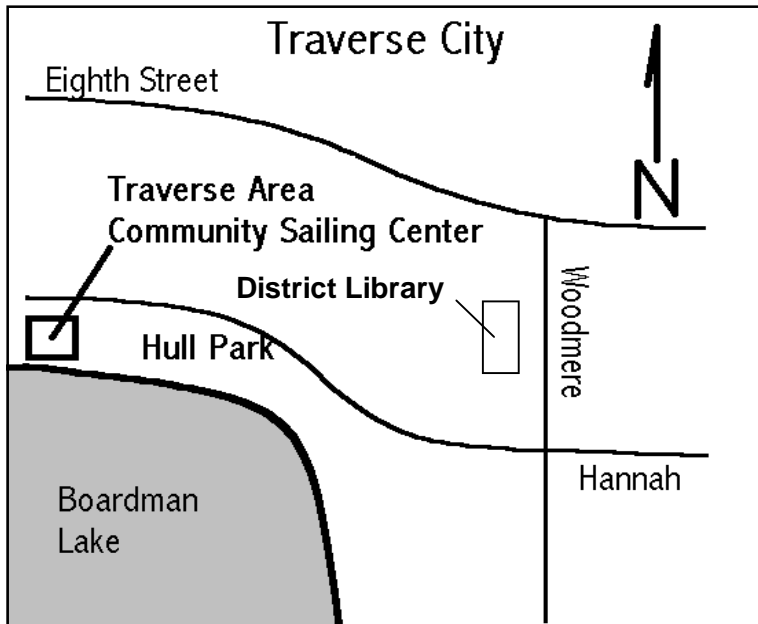 Traverse City
Eighth Street
N
Traverse Area
Community Sailing Center
District Library
Woodmere
Hull Park
Hannah
Boardman
Lake